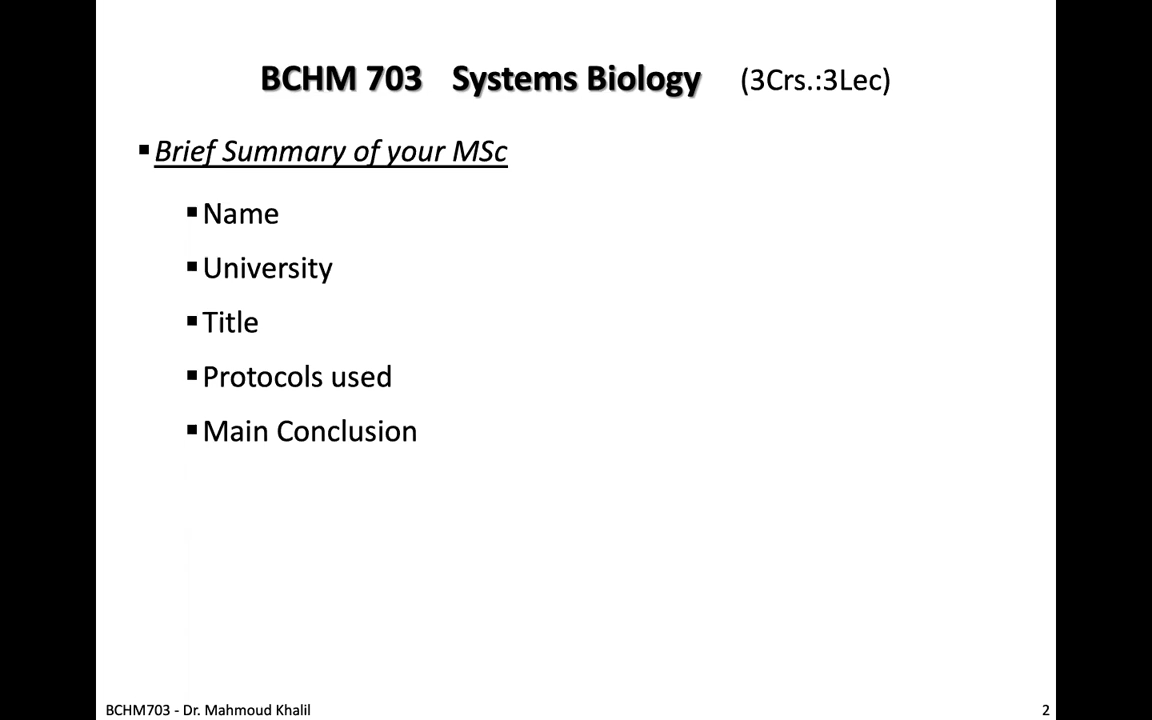 BCHM 703 Systems Biology (3Crs.:3Lec)
▪ Brief Summary of your MSc
▪ Name
▪ University
▪ Title
▪ Protocols used
▪ Main Conclusion
BCHM703 - Dr. Mahmoud Khalil 2